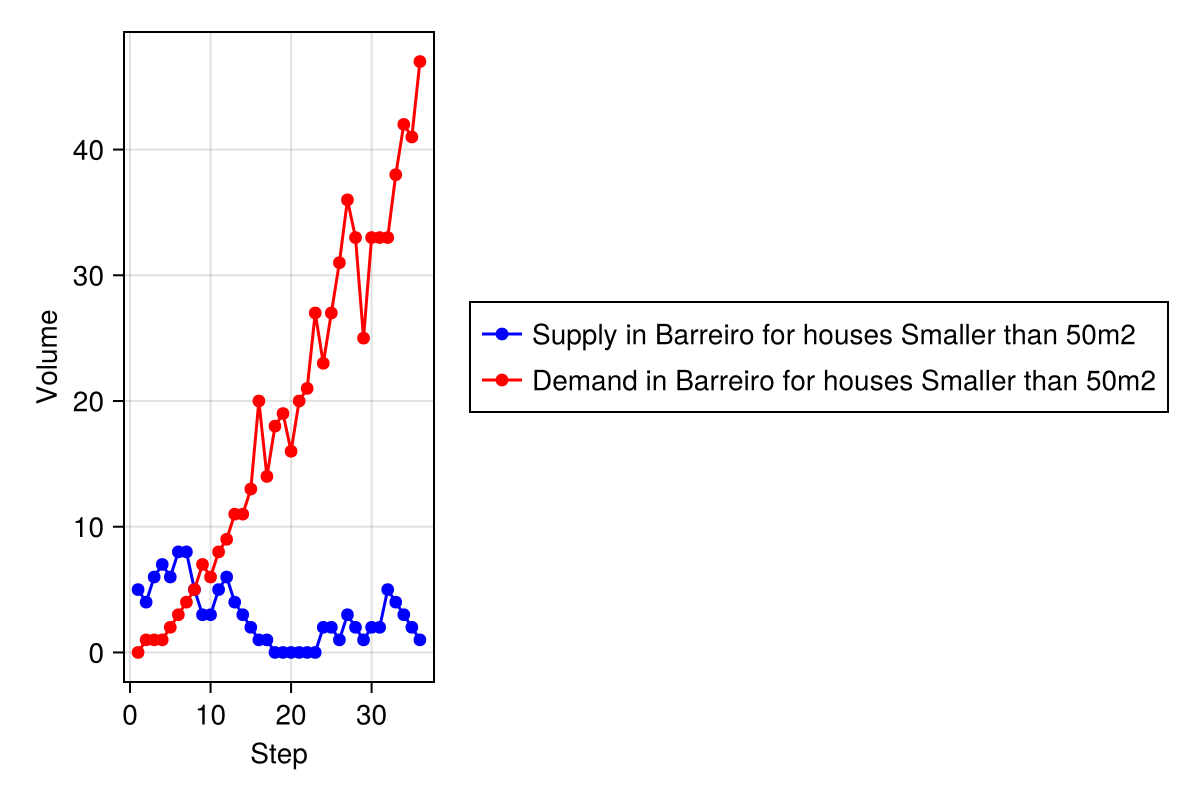 40
30
20
10
0
Volume
0 10 20 30
Step
Supply in Barreiro for houses Smaller than 50m2
Demand in Barreiro for houses Smaller than 50m2